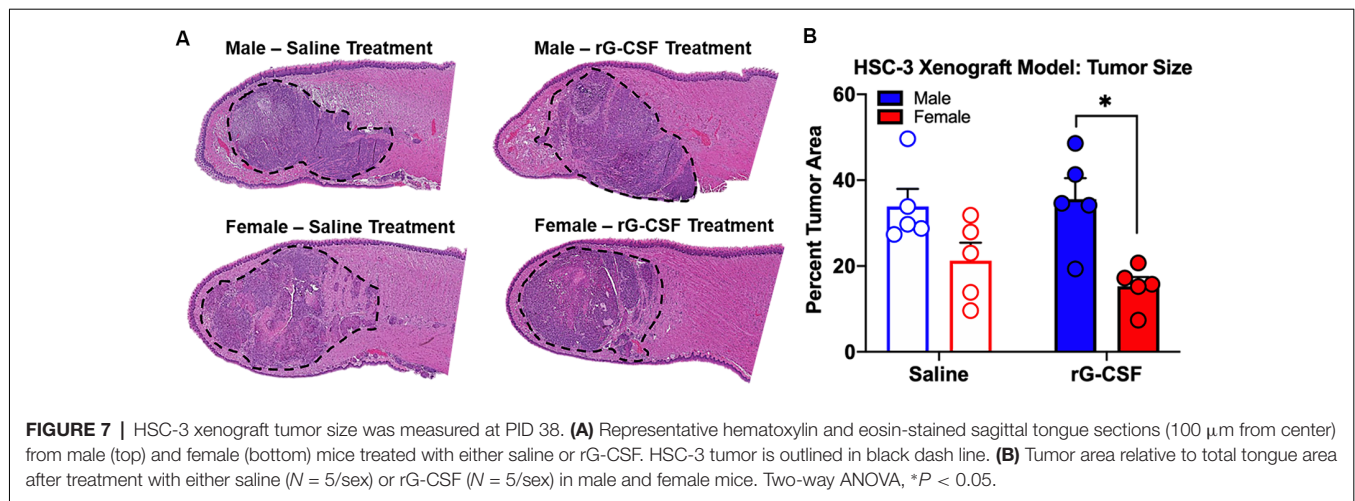 A
Male – Saline Treatment
Male – rG-CSF Treatment
Female – Saline Treatment
Female – rG-CSF Treatment
B
HSC-3 Xenograft Model: Tumor Size
Percent Tumor Area
60
40
20
0
Male
Female
*
Saline
rG-CSF
FIGURE 7 | HSC-3 xenograft tumor size was measured at PID 38. (A) Representative hematoxylin and eosin-stained sagittal tongue sections (100 μm from center)
from male (top) and female (bottom) mice treated with either saline or rG-CSF. HSC-3 tumor is outlined in black dash line. (B) Tumor area relative to total tongue area
after treatment with either saline (N = 5/sex) or rG-CSF (N = 5/sex) in male and female mice. Two-way ANOVA, *P < 0.05.